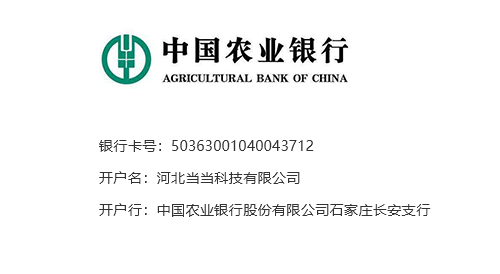 中国农业银行
AGRICULTURAL BANK OF CHINA
银行卡号：50363001040043712
开户名：河北当当科技有限公司
开户行：中国农业银行股份有限公司石家庄长安支行